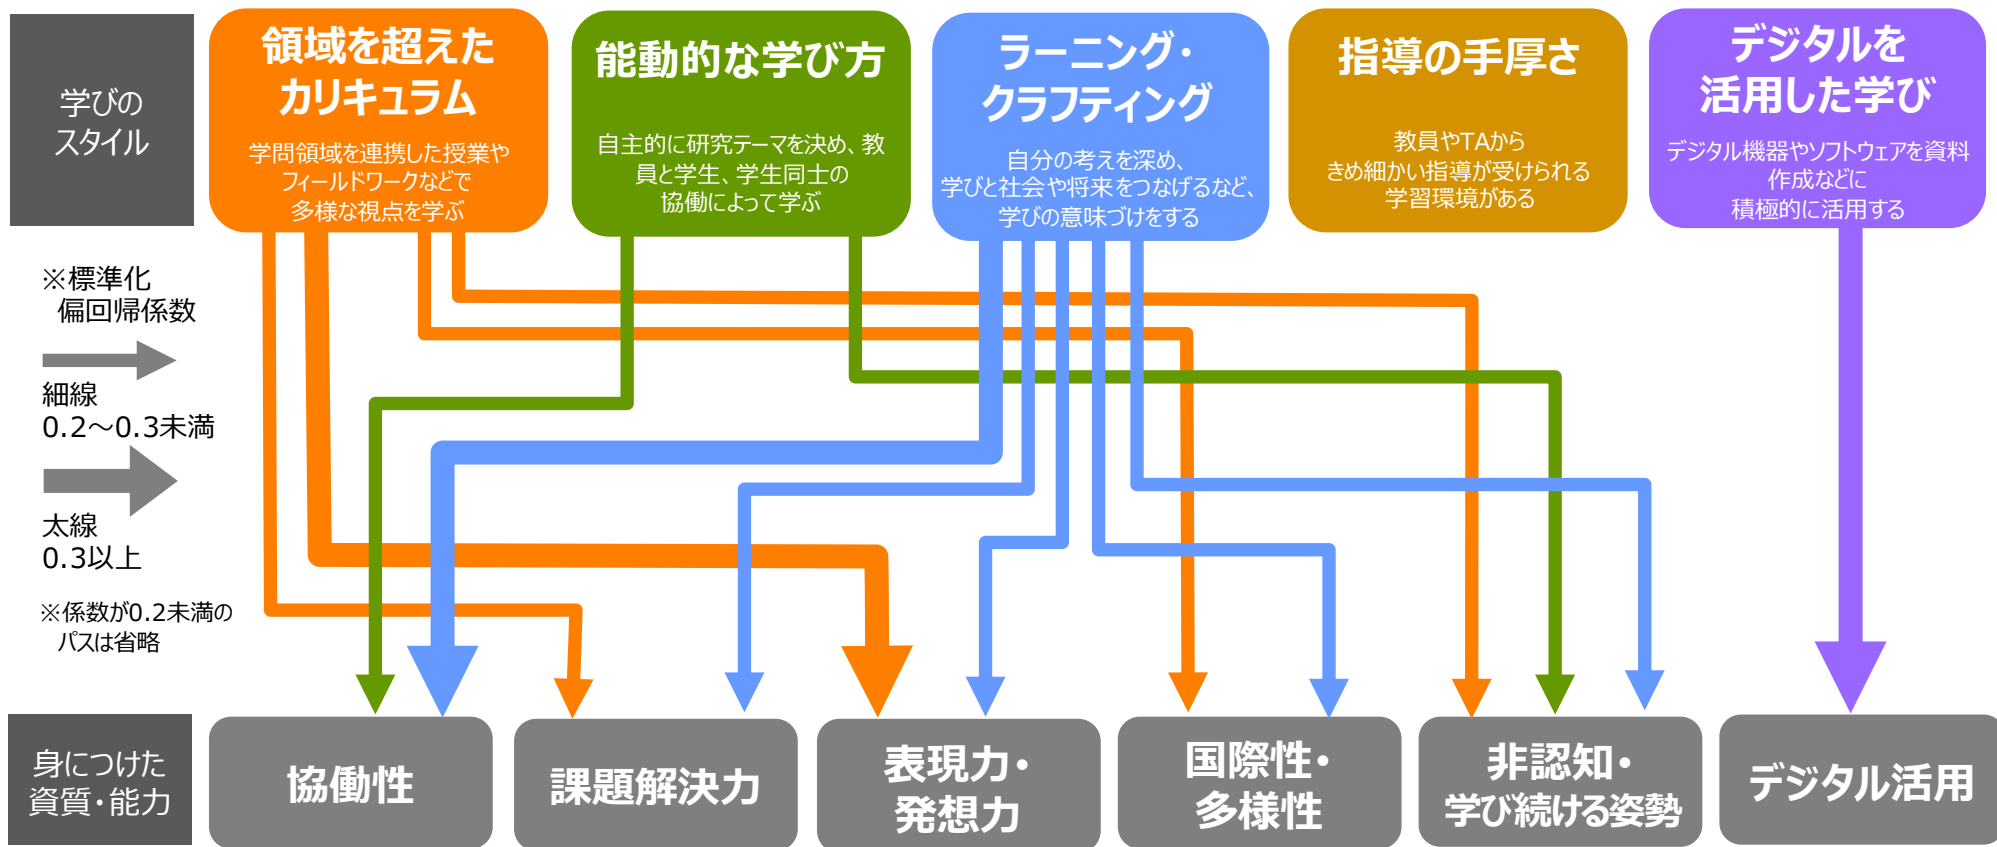 学びの
スタイル
領域を超えた
カリキュラム
学問領域を連携した授業や
フィールドワークなどで
多様な視点を学ぶ
能動的な学び方
自主的に研究テーマを決め、教
員と学生、学生同士の
協働によって学ぶ
ラーニング・
クラフティング
自分の考えを深め、
学びと社会や将来をつなげるなど、
学びの意味づけをする
指導の手厚さ
教員やTAから
きめ細かい指導が受けられる
学習環境がある
デジタルを
活用した学び
デジタル機器やソフトウェアを資料
作成などに
積極的に活用する
※標準化
偏回帰係数
細線
0.2～0.3未満
太線
0.3以上
※係数が0.2未満の
パスは省略
身につけた
資質・能力
協働性
課題解決力
表現力・
発想力
国際性・
多様性
非認知・
学び続ける姿勢
デジタル活用